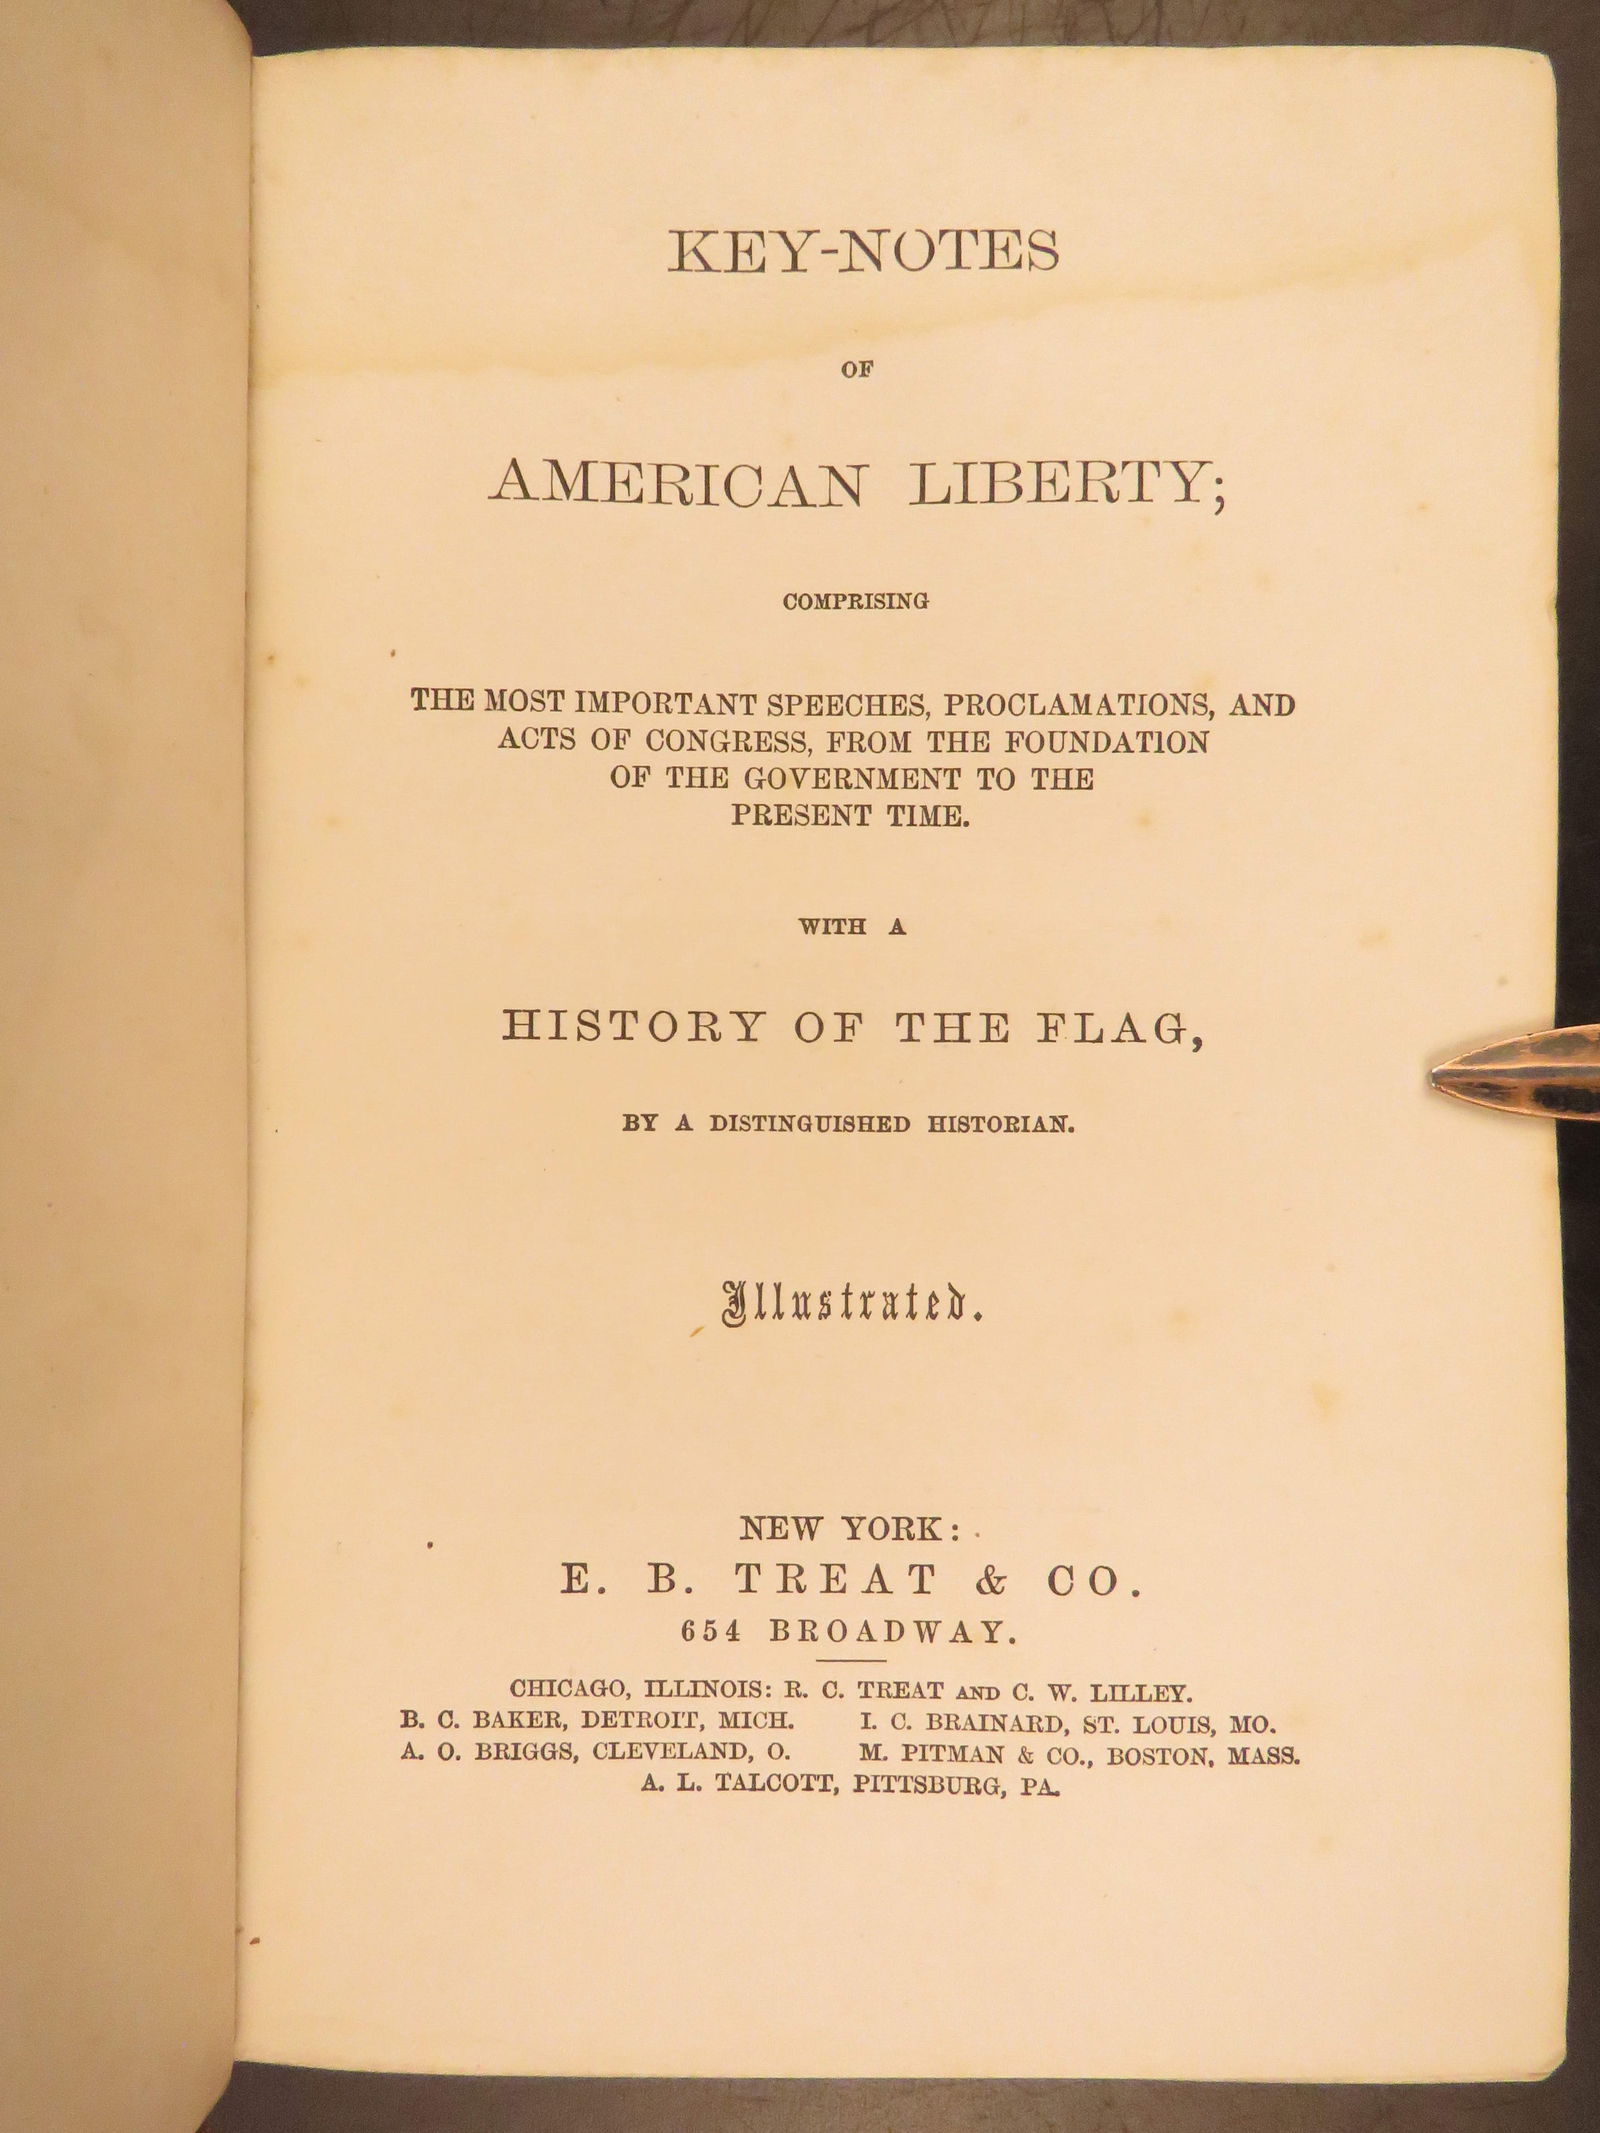 KEY-NOTES
OF
AMERICAN LIBERTY;
COMPRISING
THE MOST IMPORTANT SPEECHES, PROCLAMATIONS, AND
ACTS OF CONGRESS, FROM THE FOUNDATION
OF THE GOVERNMENT TO THE
PRESENT TIME.
WITH A
HISTORY OF THE FLAG,
BY A DISTINGUISHED HISTORIAN.
Illustrated.
NEW YORK:
E. B. TREAT & CO.
654 BROADWAY.
CHICAGO, ILLINOIS: R. C. TREAT AND C. W. LILLEY.
B. C. BAKER, DETROIT, MICH. I. C. BRAINARD, ST. LOUIS, MO.
A. O. BRIGGS, CLEVELAND, O. M. PITMAN & CO., BOSTON, MASS.
A. L. TALCOTT, PITTSBURG, PA.